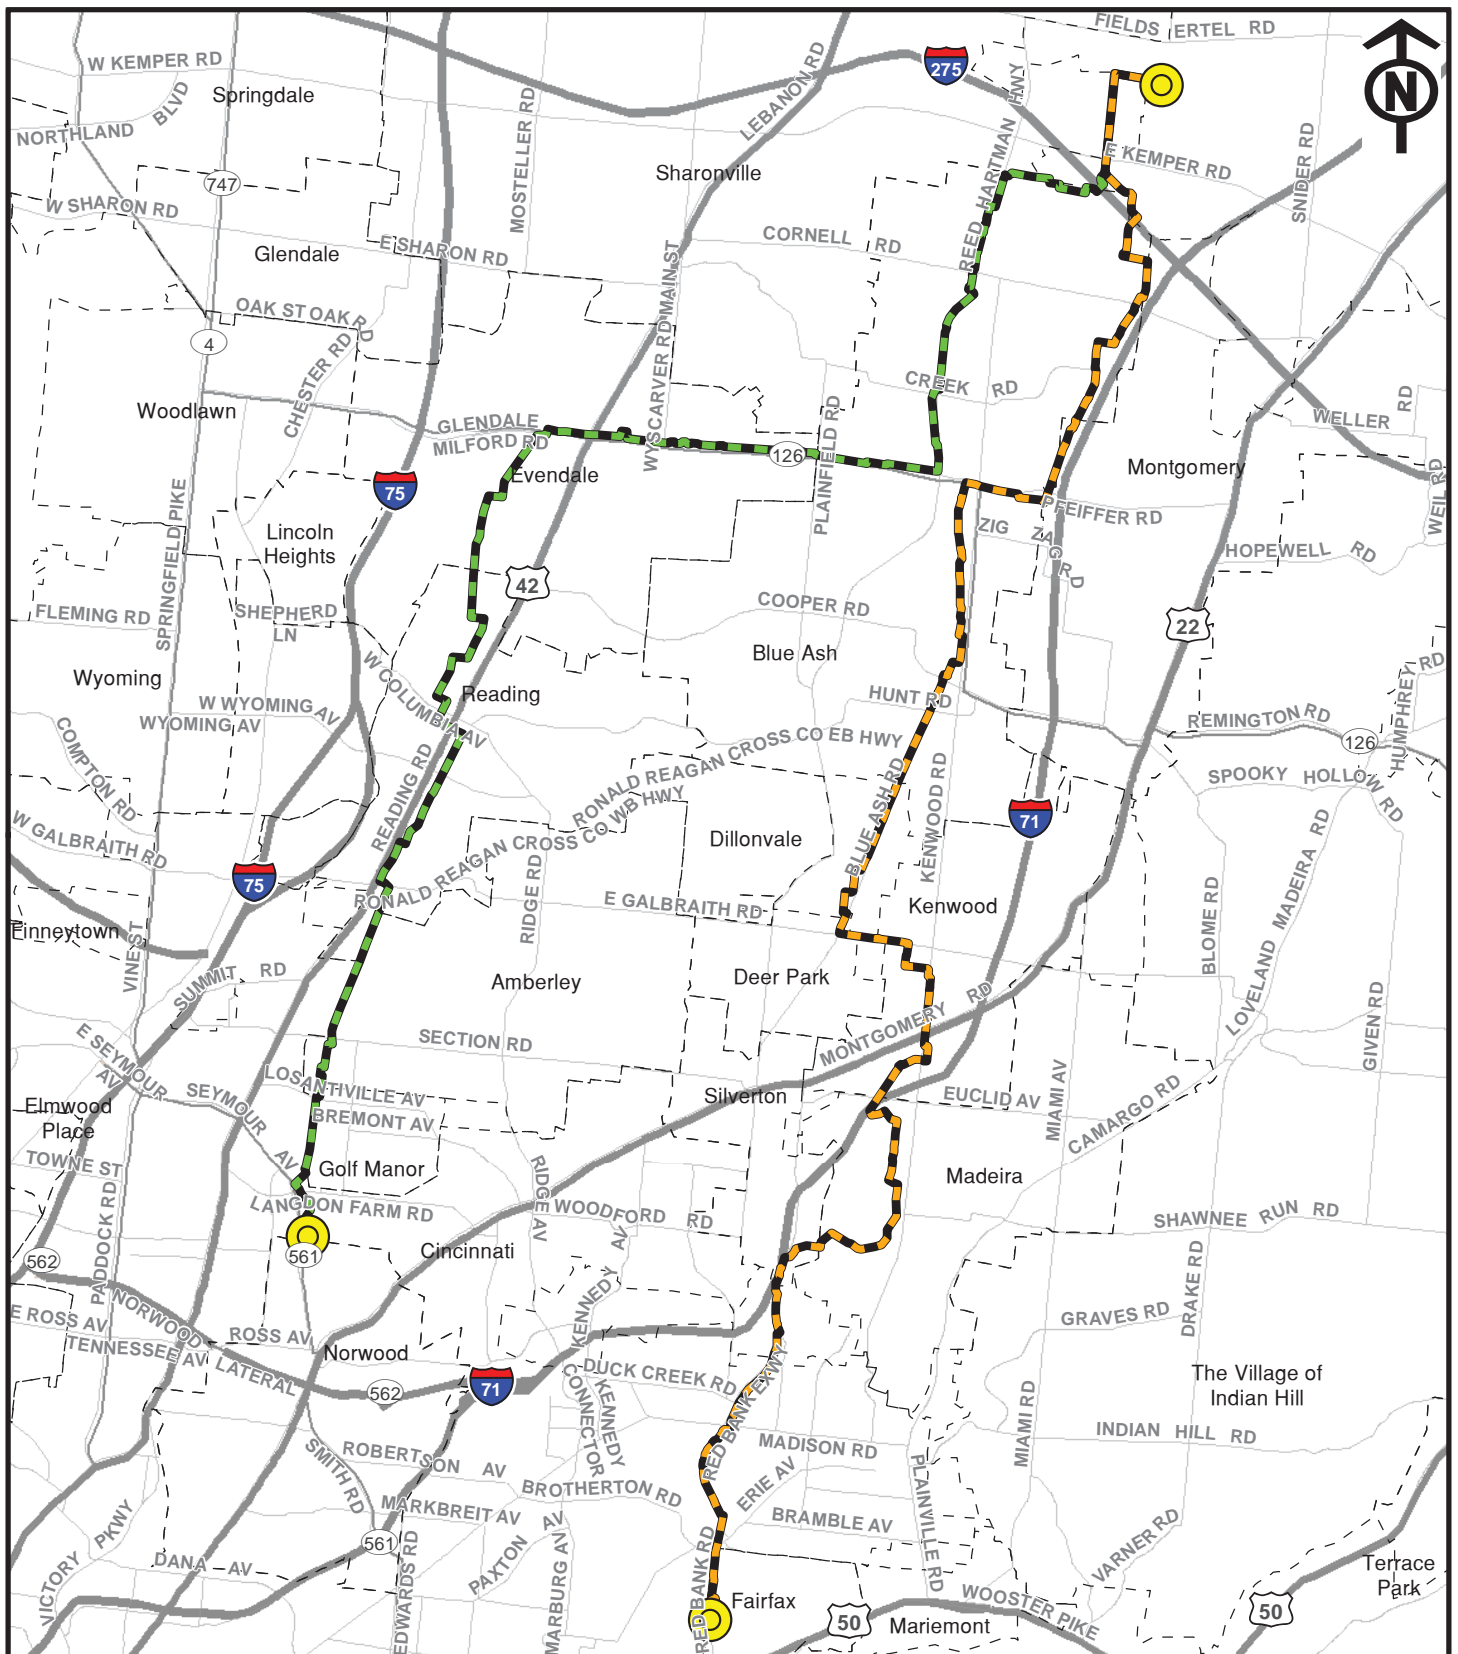 FIELDS ERTEL RD
W KEMPER RD
275
N
Springdale
NORTHLAND BLVD
LEBANON RD
REED HARTMAN HWY
MOSTELLER RD
E KEMPER RD
SNIDER RD
747
Sharonville
W SHARON RD
CORNELL RD
Glendale
E SHARON RD
OAK ST OAK RD
4
CHESTER RD
WYSCARVER RD MAIN ST
CREEK RD
Woodlawn
GLENDALE
MILFORD RD
PLAINFIELD RD
WELLER RD
126
Evendale
Montgomery
75
WEIL RD
PFEIFFER RD
ZIG ZAG RD
SPRINGFIELD PIKE
Lincoln
Heights
HOPEWELL RD
42
COOPER RD
FLEMING RD
SHEPHERD
LN
22
Blue Ash
Wyoming
W COLUMBIA AV
Reading
HUNT RD
HUMPHREY RD
W WYOMING AV
WYOMING AV
REMINGTON RD
126
COMPTON RD
RONALD REAGAN CROSS CO EB HWY
RONALD REAGAN CROSS CO WB HWY
READING RD
SPOOKY HOLLOW RD
BLUE ASH RD
KENWOOD RD
71
W GALBRAITH RD
Dillonvale
LOVELAND MADEIRA RD
75
E GALBRAITH RD
Kenwood
RIDGE RD
BLOME RD
Finneytown
VINE ST
SUMMIT RD
Amberley
Deer Park
MONTGOMERY RD
GIVEN RD
SECTION RD
E SEYMOUR AV
SEYMOUR AV
LOSANTIVILLE AV
Silverton
EUCLID AV
MIAMI AV
CAMARGO RD
Elmwood
Place
BREMONT AV
TOWNE ST
Golf Manor
RIDGE AV
Madeira
PADDOCK RD
LANGDON FARM RD
WOODFORD RD
SHAWNEE RUN RD
561
562
Cincinnati
KENNEDY AV
DRAKE RD
E ROSS AV
NORWOOD LATERAL
ROSS AV
GRAVES RD
TENNESSEE AV
Norwood
71
562
DUCK CREEK RD
KENNEDY
CONNECTOR
RED BANK EXWY
The Village of
Indian Hill
MIAMI RD
INDIAN HILL RD
SMITH RD
ROBERTSON AV
MADISON RD
PLAINVILLE RD
BROTHERTON RD
ERIE AV
MARKBREIT AV
BRAMBLE AV
VICTORY PKWY
561
PAXTON AV
VARNER RD
DANA AV
EDWARDS RD
MARBURG AV
RED BANK RD
Fairfax
WOOSTER PIKE
Terrace
Park
50
Mariemont
50